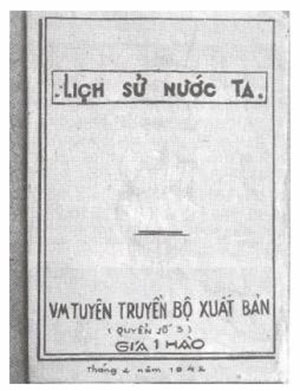 .LỊCH SỬ NƯỚC TA.
VM TUYÊN TRUYỀN BỘ XUẤT BẢN
(QUYỂN SỐ 3)
GIÁ 1 HÀO
Tháng 2 năm 1942